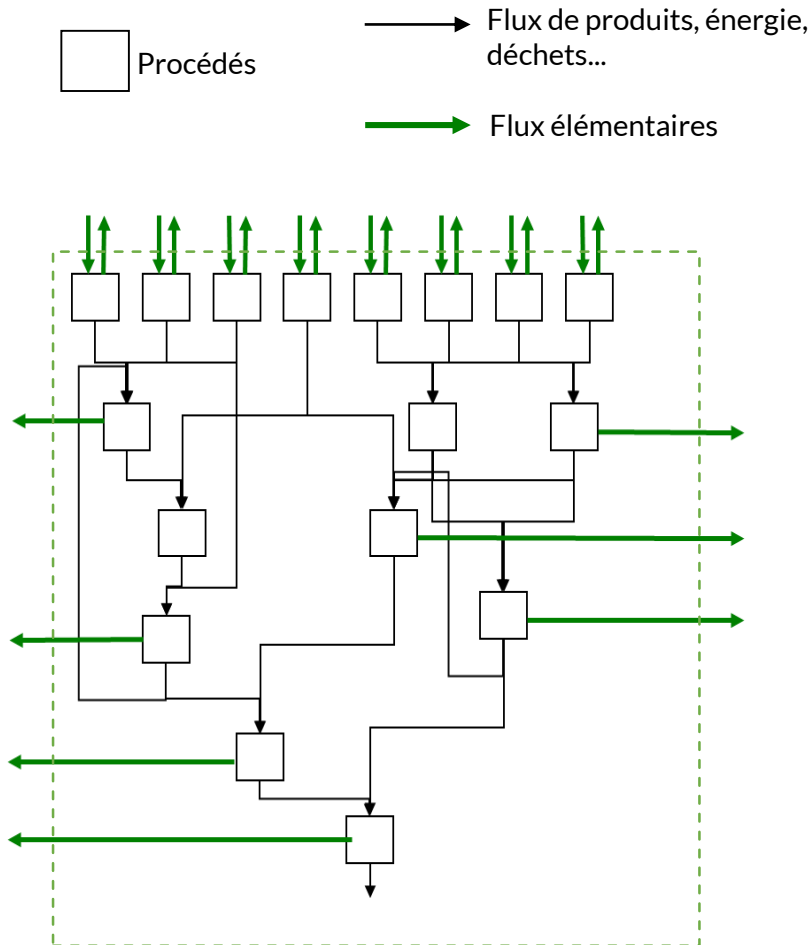 Procédés
Flux de produits, énergie,
déchets...
Flux élémentaires